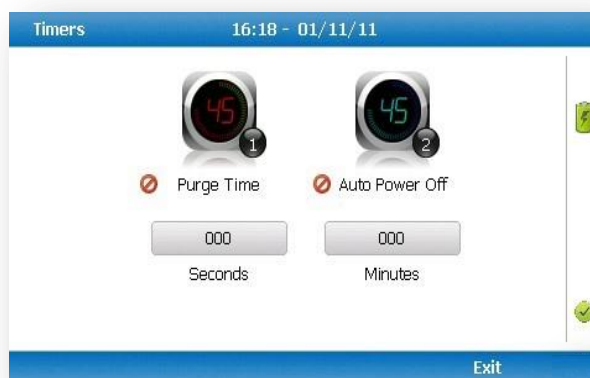 Timers 16:18 - 01/11/11
45 45
1 2
Purge Time Auto Power Off
000 000
Seconds Minutes
Exit